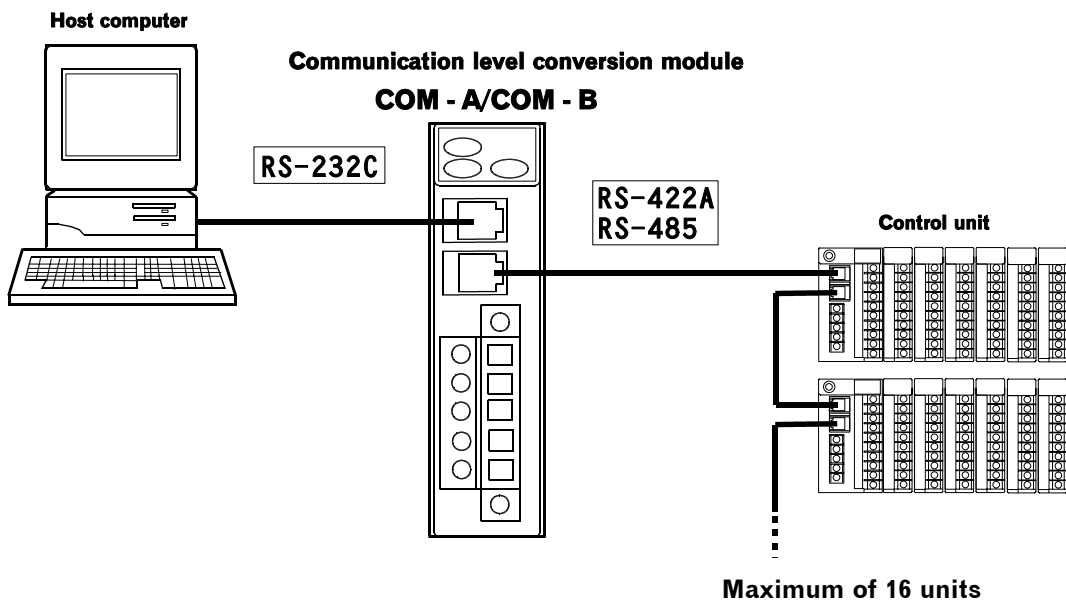 Host computer
Communication level conversion module
COM - A/COM - B
RS-232C
RS-422A
RS-485
Control unit
Maximum of 16 units